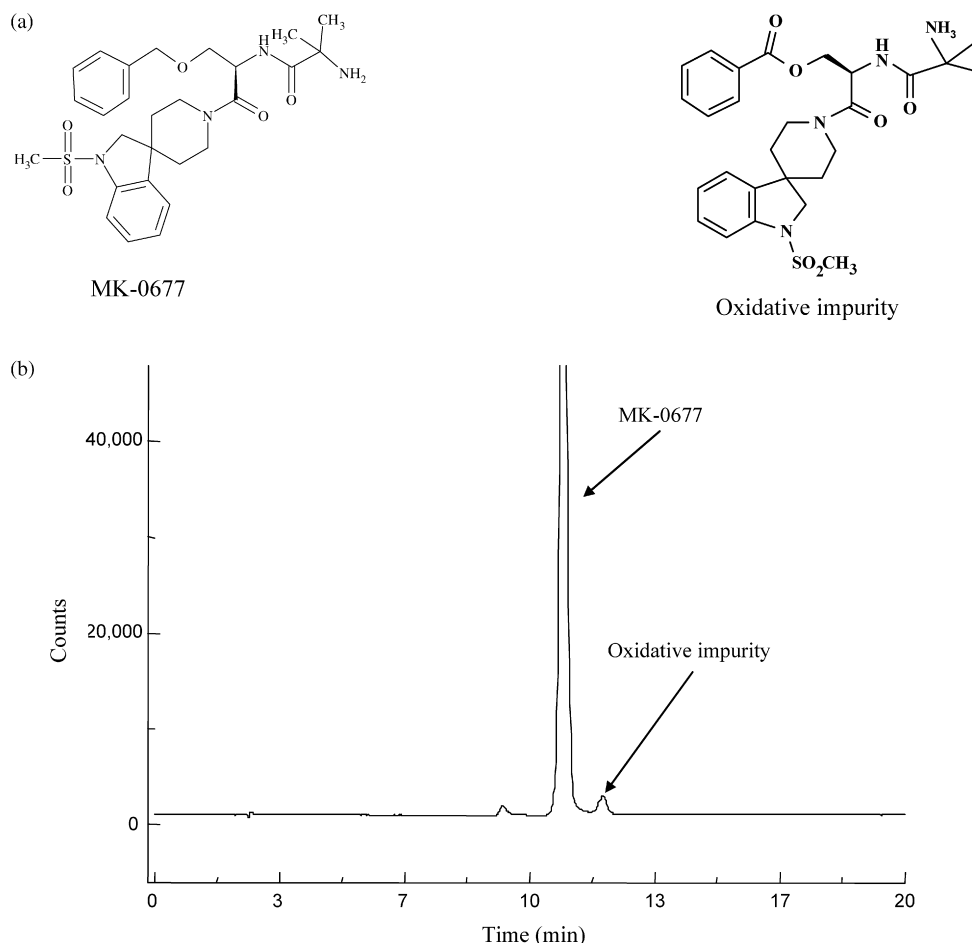 (a)
CH₃
H₃C
H
N
NH₂
O
O
O
N
O
H₃C
S
N
O
MK-0677
O
O
H
N
NH₃
O
N
O
N
SO₂CH₃
Oxidative impurity
(b)
MK-0677
Oxidative impurity
Counts
40,000
20,000
0
0 3 7 10 13 17 20
Time (min)